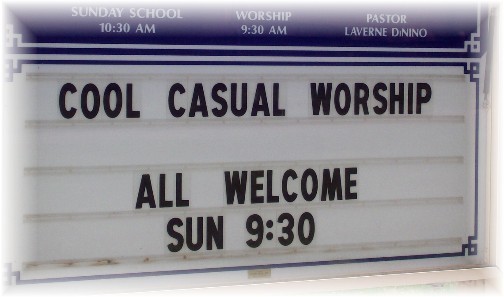 SUNDAY SCHOOL WORSHIP PASTOR
10:30 AM 9:30 AM LAVERNE DiNINO
COOL CASUAL WORSHIP
ALL WELCOME
SUN 9:30